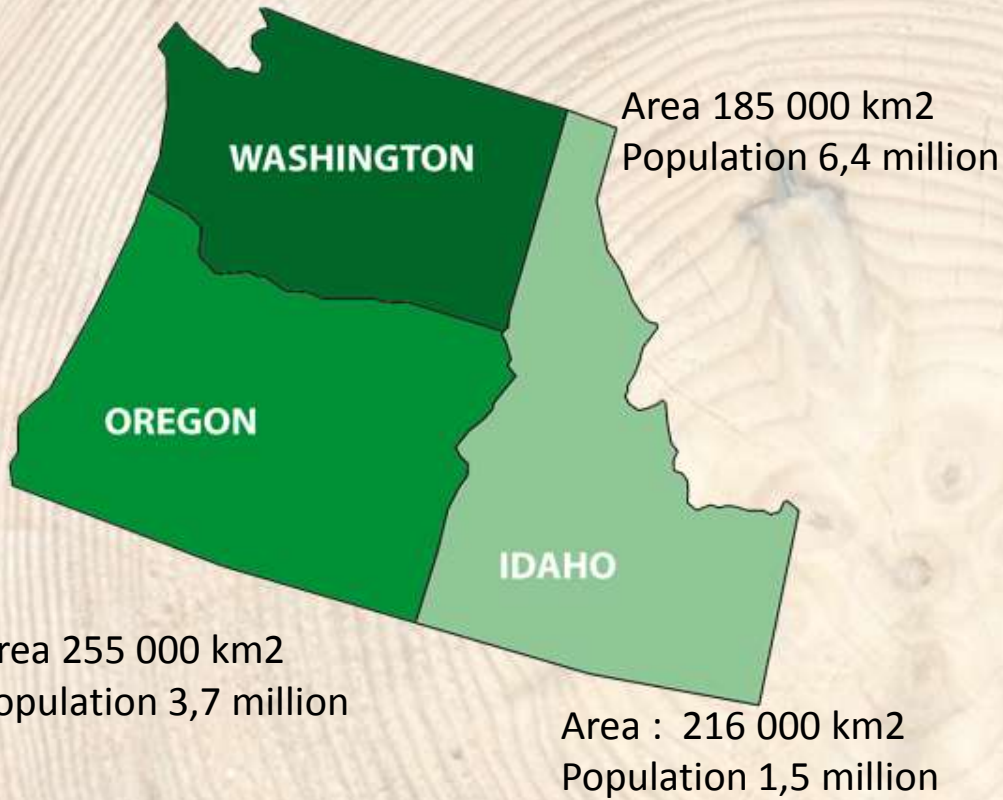 Area 185 000 km2
Population 6,4 million
WASHINGTON
OREGON
IDAHO
rea 255 000 km2
opulation 3,7 million
Area : 216 000 km2
Population 1,5 million